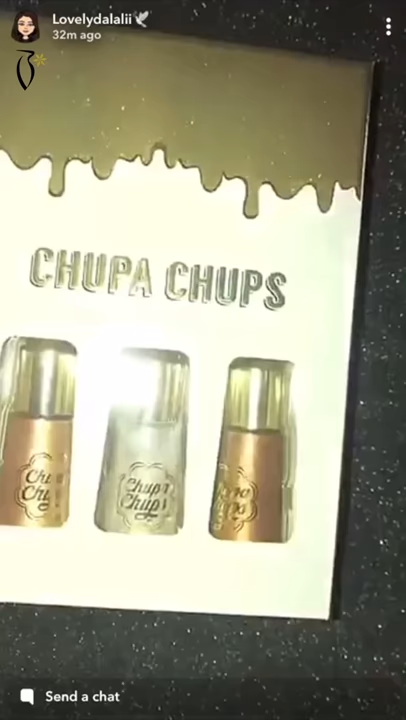 Lovelydalalii🕊
32m ago
CHUPA CHUPS
Chupa
Chups
Send a chat